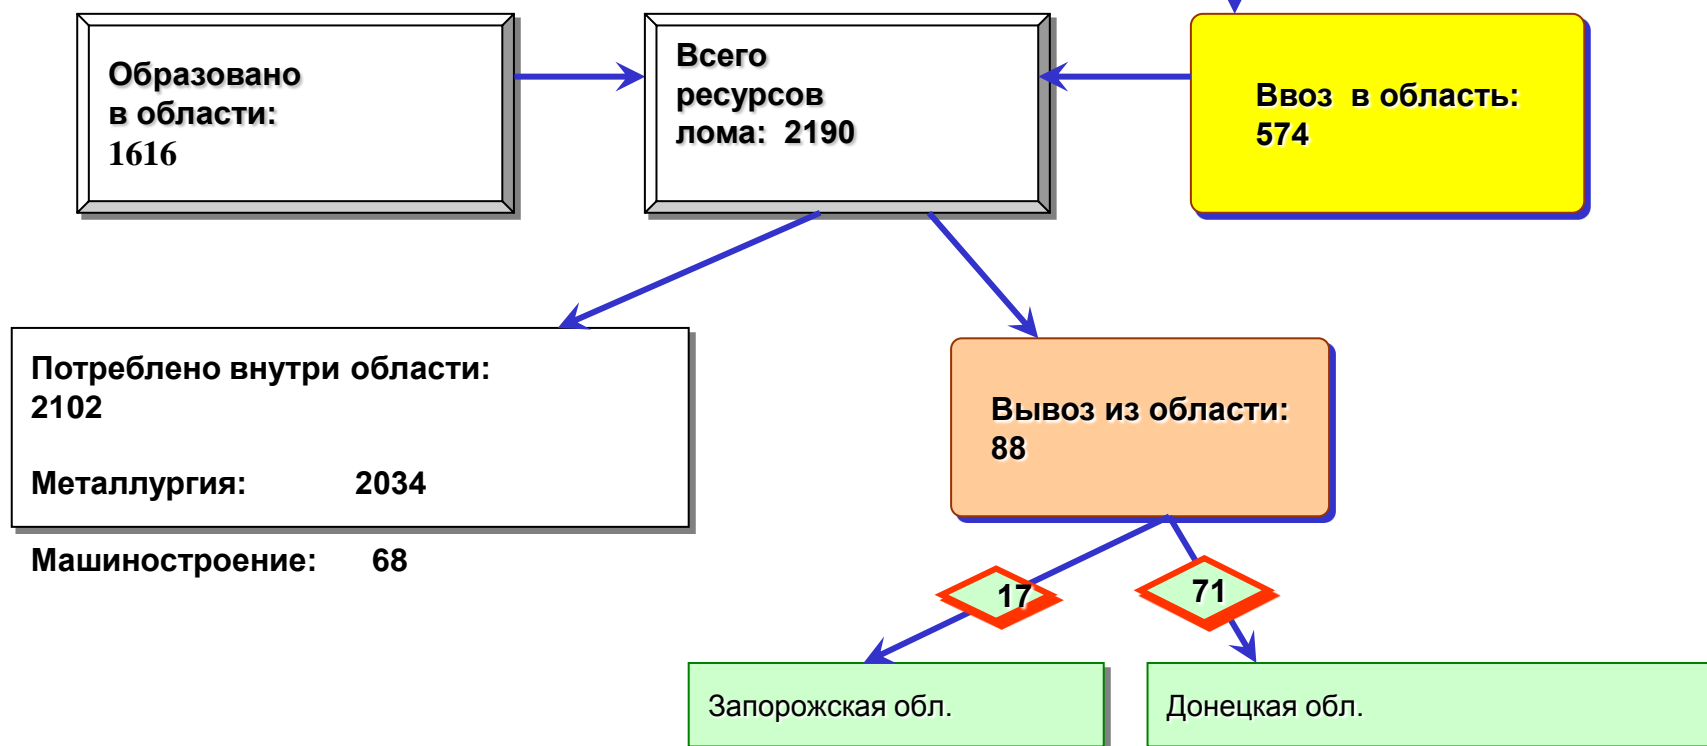 Образовано
в области:
1616
Всего
ресурсов
лома: 2190
Ввоз в область:
574
Потреблено внутри области:
2102
Металлургия: 2034
Машиностроение: 68
Вывоз из области:
88
17
71
Запорожская обл.
Донецкая обл.